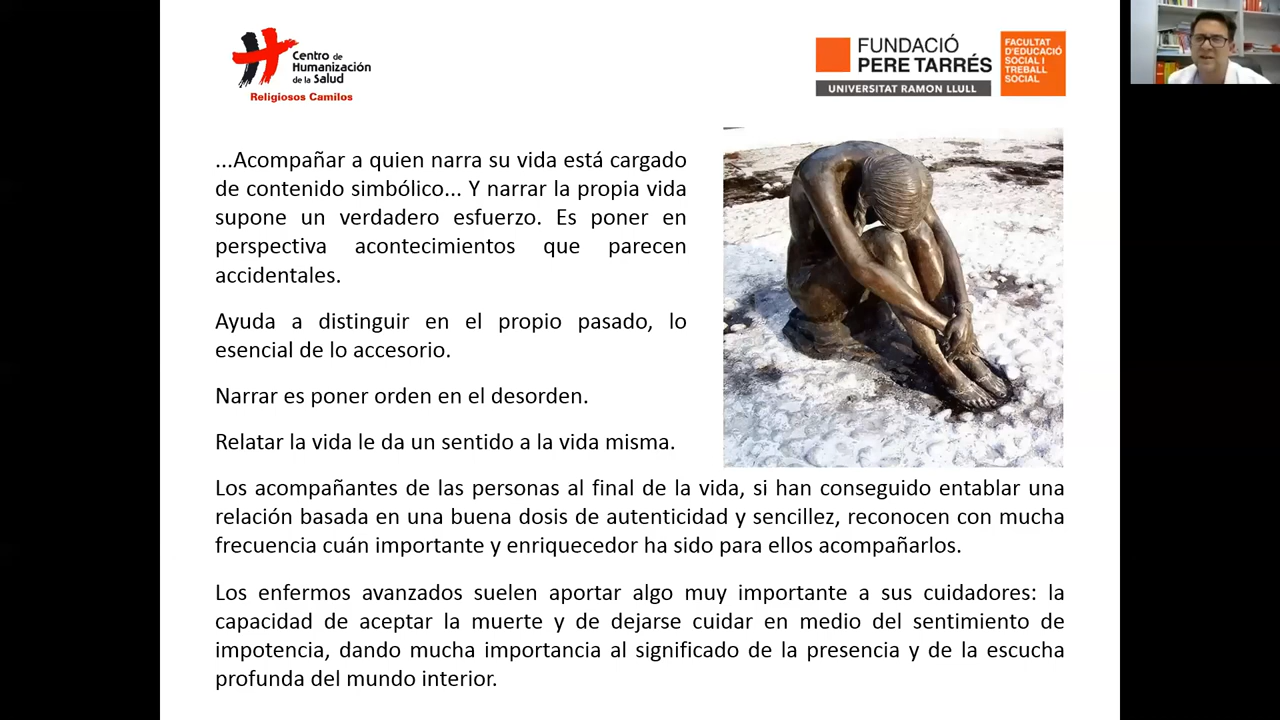 Centro de
Humanización
de la Salud
Religiosos Camilos
FUNDACIÓ
PERE TARRÉS
UNIVERSITAT RAMON LLULL
FACULTAT
D'EDUCACIÓ
SOCIAL I
TREBALL
SOCIAL
...Acompañar a quien narra su vida está cargado
de contenido simbólico... Y narrar la propia vida
supone un verdadero esfuerzo. Es poner en
perspectiva acontecimientos que parecen
accidentales.
Ayuda a distinguir en el propio pasado, lo
esencial de lo accesorio.
Narrar es poner orden en el desorden.
Relatar la vida le da un sentido a la vida misma.
Los acompañantes de las personas al final de la vida, si han conseguido entablar una
relación basada en una buena dosis de autenticidad y sencillez, reconocen con mucha
frecuencia cuán importante y enriquecedor ha sido para ellos acompañarlos.
Los enfermos avanzados suelen aportar algo muy importante a sus cuidadores: la
capacidad de aceptar la muerte y de dejarse cuidar en medio del sentimiento de
impotencia, dando mucha importancia al significado de la presencia y de la escucha
profunda del mundo interior.